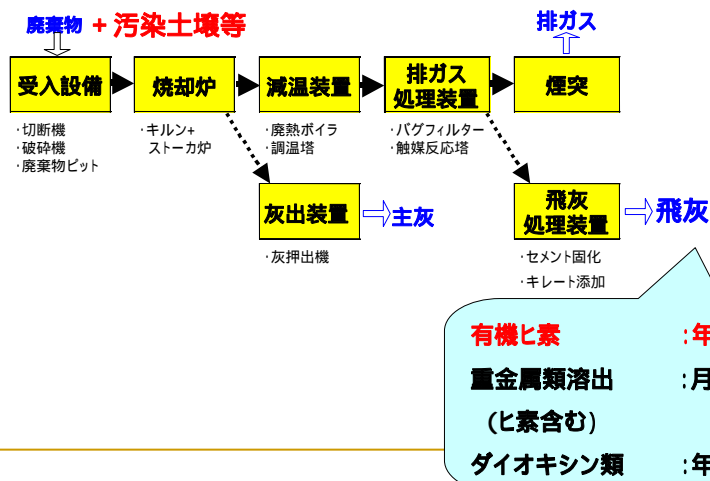 廃棄物 + 汚染土壌等
排ガス
受入設備
焼却炉
減温装置
排ガス
処理装置
煙突
·切断機
·破砕機
·廃棄物ピット
·キルン+
ストーカ炉
·廃熱ボイラ
·調温塔
·バグフィルター
·触媒反応塔
灰出装置
主灰
飛灰
処理装置
飛灰
·灰押出機
·セメント固化
·キレート添加
有機ヒ素 :年
重金属類溶出 :月
(ヒ素含む)
ダイオキシン類 :年